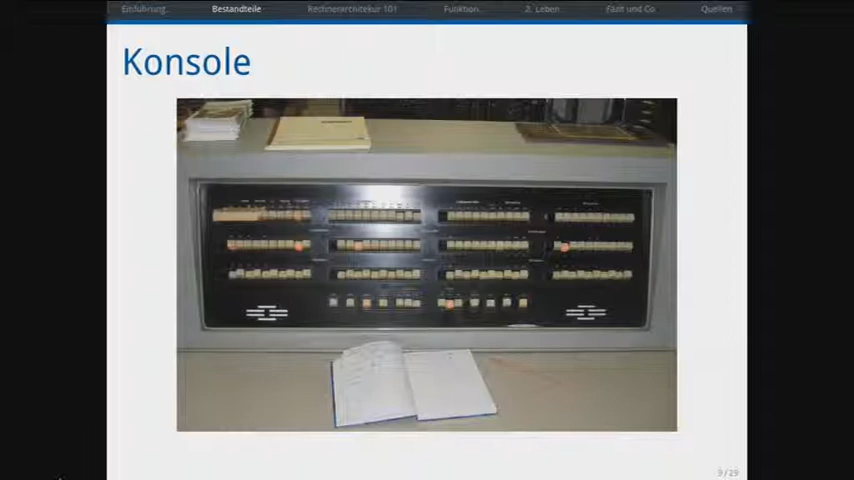 Einführung Bestandteile Rechnerarchitektur 101 Funktion 2. Leben Fazit und Co Quellen
Konsole
9 / 29